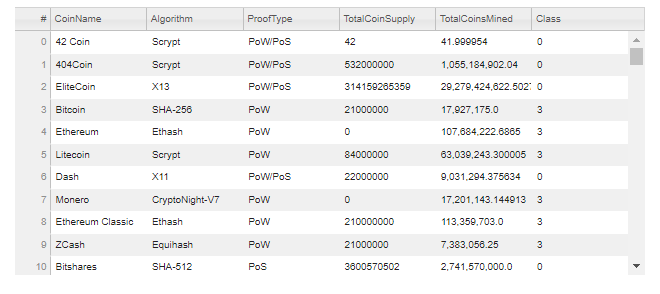 # CoinName Algorithm ProofType TotalCoinSupply TotalCoinsMined Class
0 42 Coin Scrypt PoW/PoS 42 41.999954 0
1 404Coin Scrypt PoW/PoS 532000000 1,055,184,902.04 0
2 EliteCoin X13 PoW/PoS 314159265359 29,279,424,622.502 0
3 Bitcoin SHA-256 PoW 21000000 17,927,175.0 3
4 Ethereum Ethash PoW 0 107,684,222.6865 3
5 Litecoin Scrypt PoW 84000000 63,039,243.300005 3
6 Dash X11 PoW/PoS 22000000 9,031,294.375634 0
7 Monero CryptoNight-V7 PoW 0 17,201,143.144913 3
8 Ethereum Classic Ethash PoW 210000000 113,359,703.0 3
9 ZCash Equihash PoW 21000000 7,383,056.25 3
10 Bitshares SHA-512 PoS 3600570502 2,741,570,000.0 0